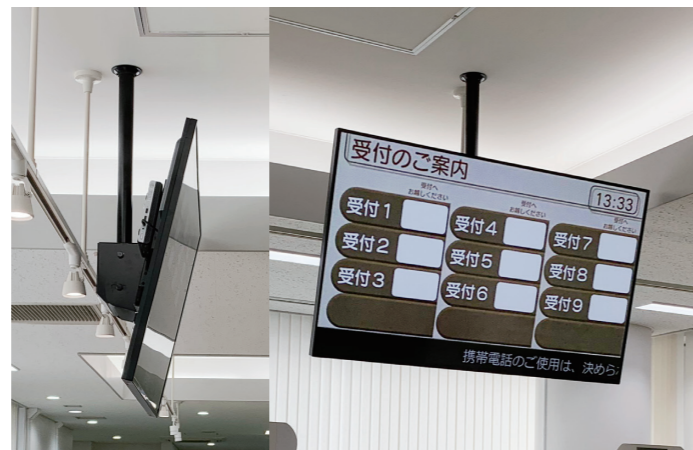 受付のご案内
13:33
受付へ
お越しください
受付へ
お越しください
受付へ
お越しください
受付1
受付2
受付3
受付4
受付5
受付6
受付7
受付8
受付9
携帯電話のご使用は、決めら